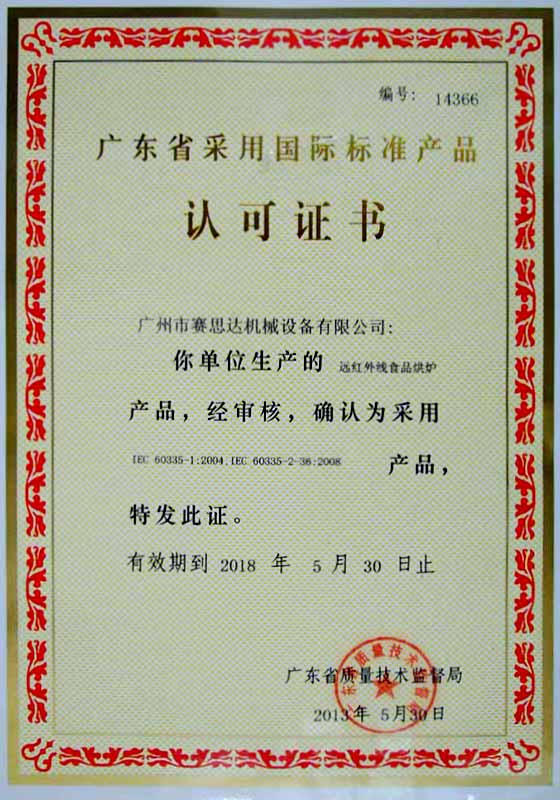 编号: 14366
广东省采用国际标准产品
认可证书
广州市赛思达机械设备有限公司:
你单位生产的 远红外线食品烘炉
产品，经审核，确认为采用
IEC 60335-1:2004.IEC 60335-2-36:2008 产品，
特发此证。
有效期到 2018 年 5 月 30 日止
广东省质量技术监督局
2013年 5月30日